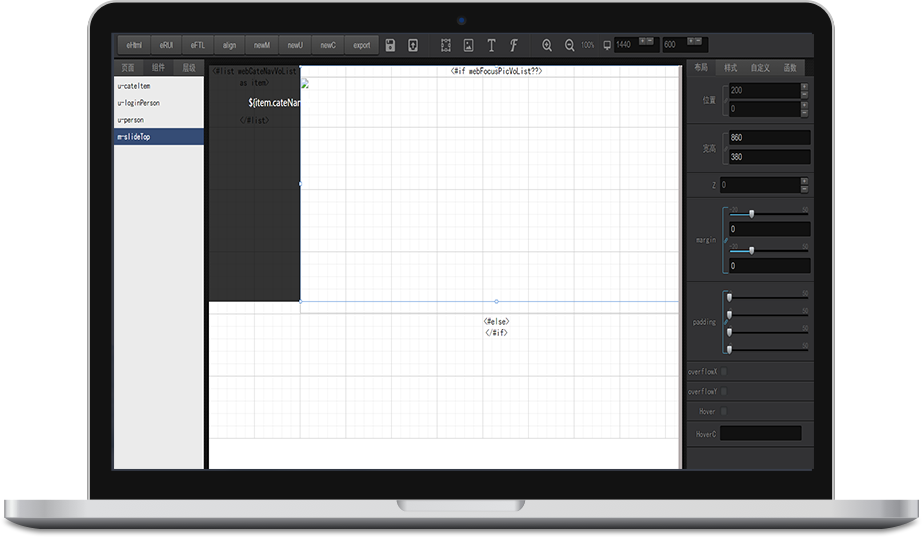 eHtml eRUI eFTL align newM newU newC export 100% 1440 600
页面 组件 层级
u-cateItem
u-loginPerson
u-person
m-slideTop
<#list webCateNavVoList
as item>
${item.cateNam
</#list>
<#if webFocusPicVoList??>
<#else>
</#if>
布局 样式 自定义 函数
位置 200
0
宽高 860
380
Z 0
margin -20 50
0
-20 50
0
padding 50
50
50
50
overflowX
overflowY
Hover
HoverC